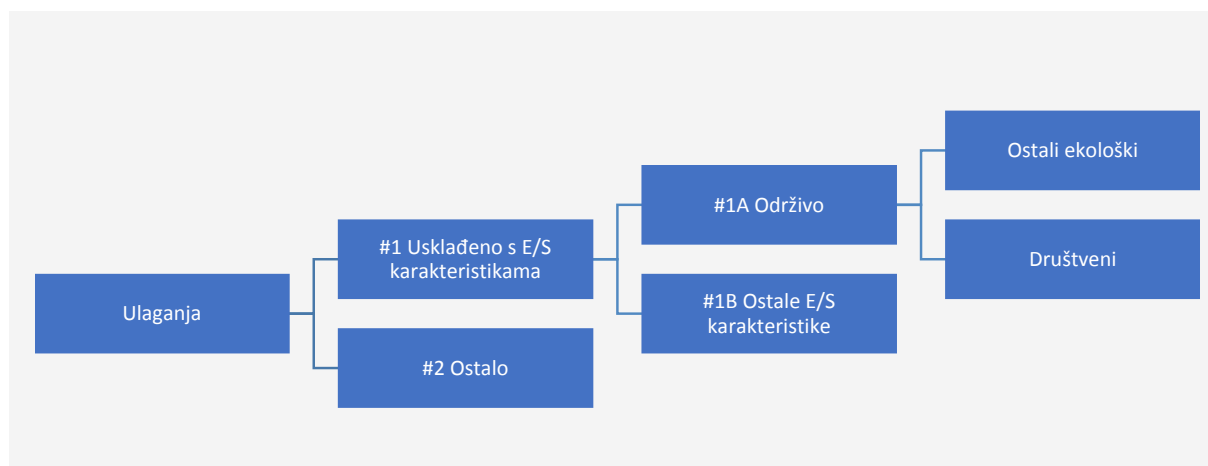 Ulaganja
#1 Usklađeno s E/S
karakteristikama
#2 Ostalo
#1A Održivo
#1B Ostale E/S
karakteristike
Ostali ekološki
Društveni